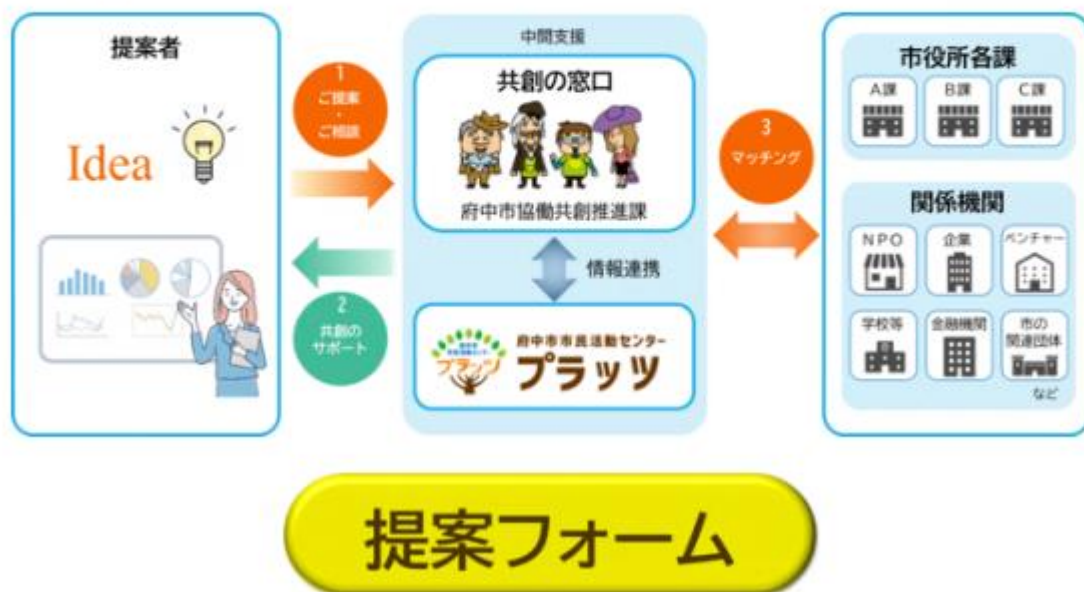 提案者
Idea
1
ご提案
・
ご相談
2
共創の
サポート
中間支援
共創の窓口
府中市協働共創推進課
情報連携
プラッツ
府中市市民活動センター
プラッツ
3
マッチング
市役所各課
A課
B課
C課
関係機関
NPO
企業
ベンチャー
学校等
金融機関
市の
関連団体
など
提案フォーム